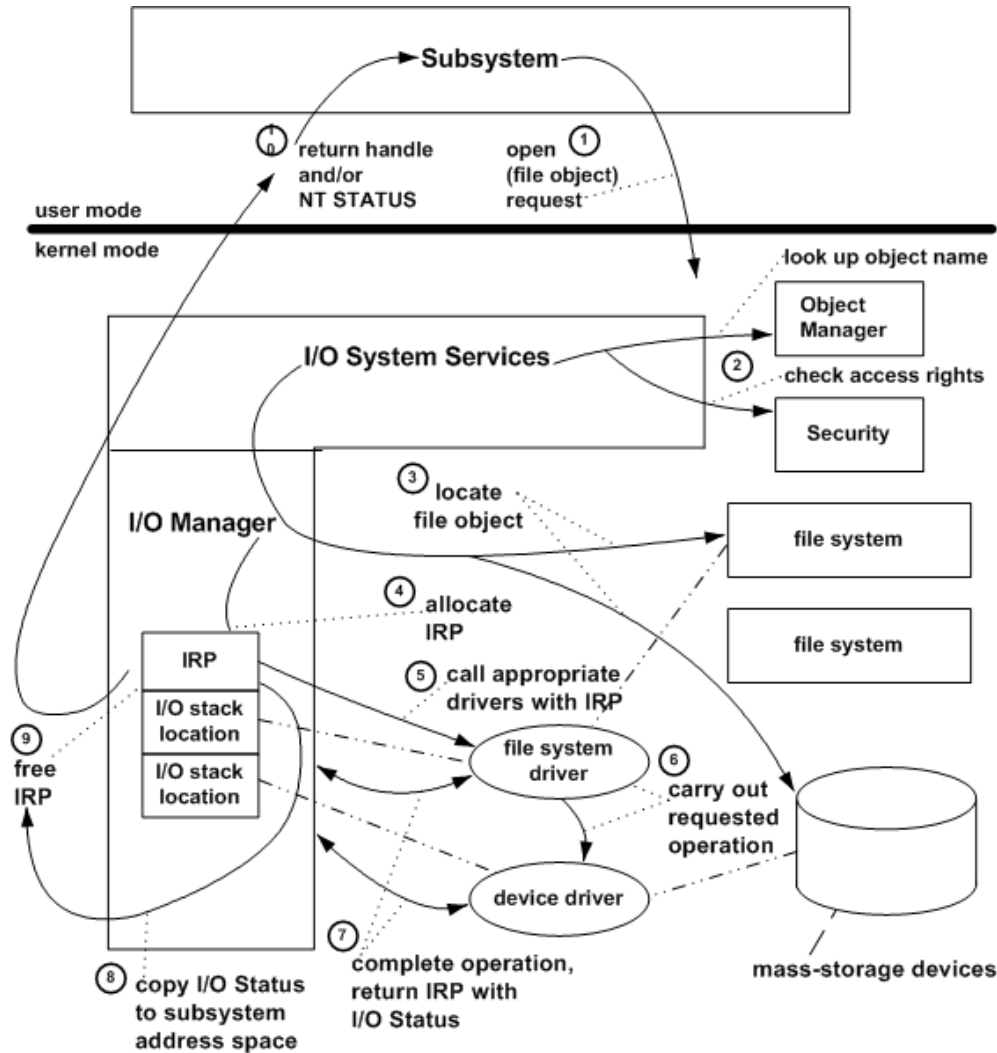 Subsystem
10
return handle
and/or
NT STATUS
1
open
(file object)
request
user mode
kernel mode
look up object name
Object
Manager
I/O System Services
2
check access rights
Security
3
locate
file object
I/O Manager
file system
4
allocate
IRP
file system
IRP
5
call appropriate
drivers with IRP
I/O stack
location
9
free
IRP
I/O stack
location
file system
driver
6
carry out
requested
operation
device driver
7
complete operation,
return IRP with
I/O Status
8
copy I/O Status
to subsystem
address space
mass-storage devices